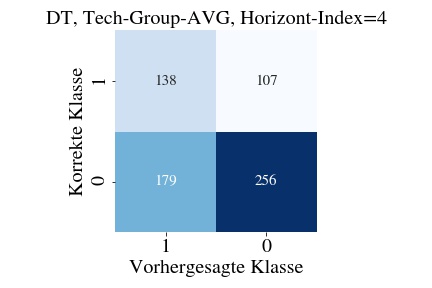 DT, Tech-Group-AVG, Horizont-Index=4
Korrekte Klasse
1
138 107
0
179 256
1 0
Vorhergesagte Klasse